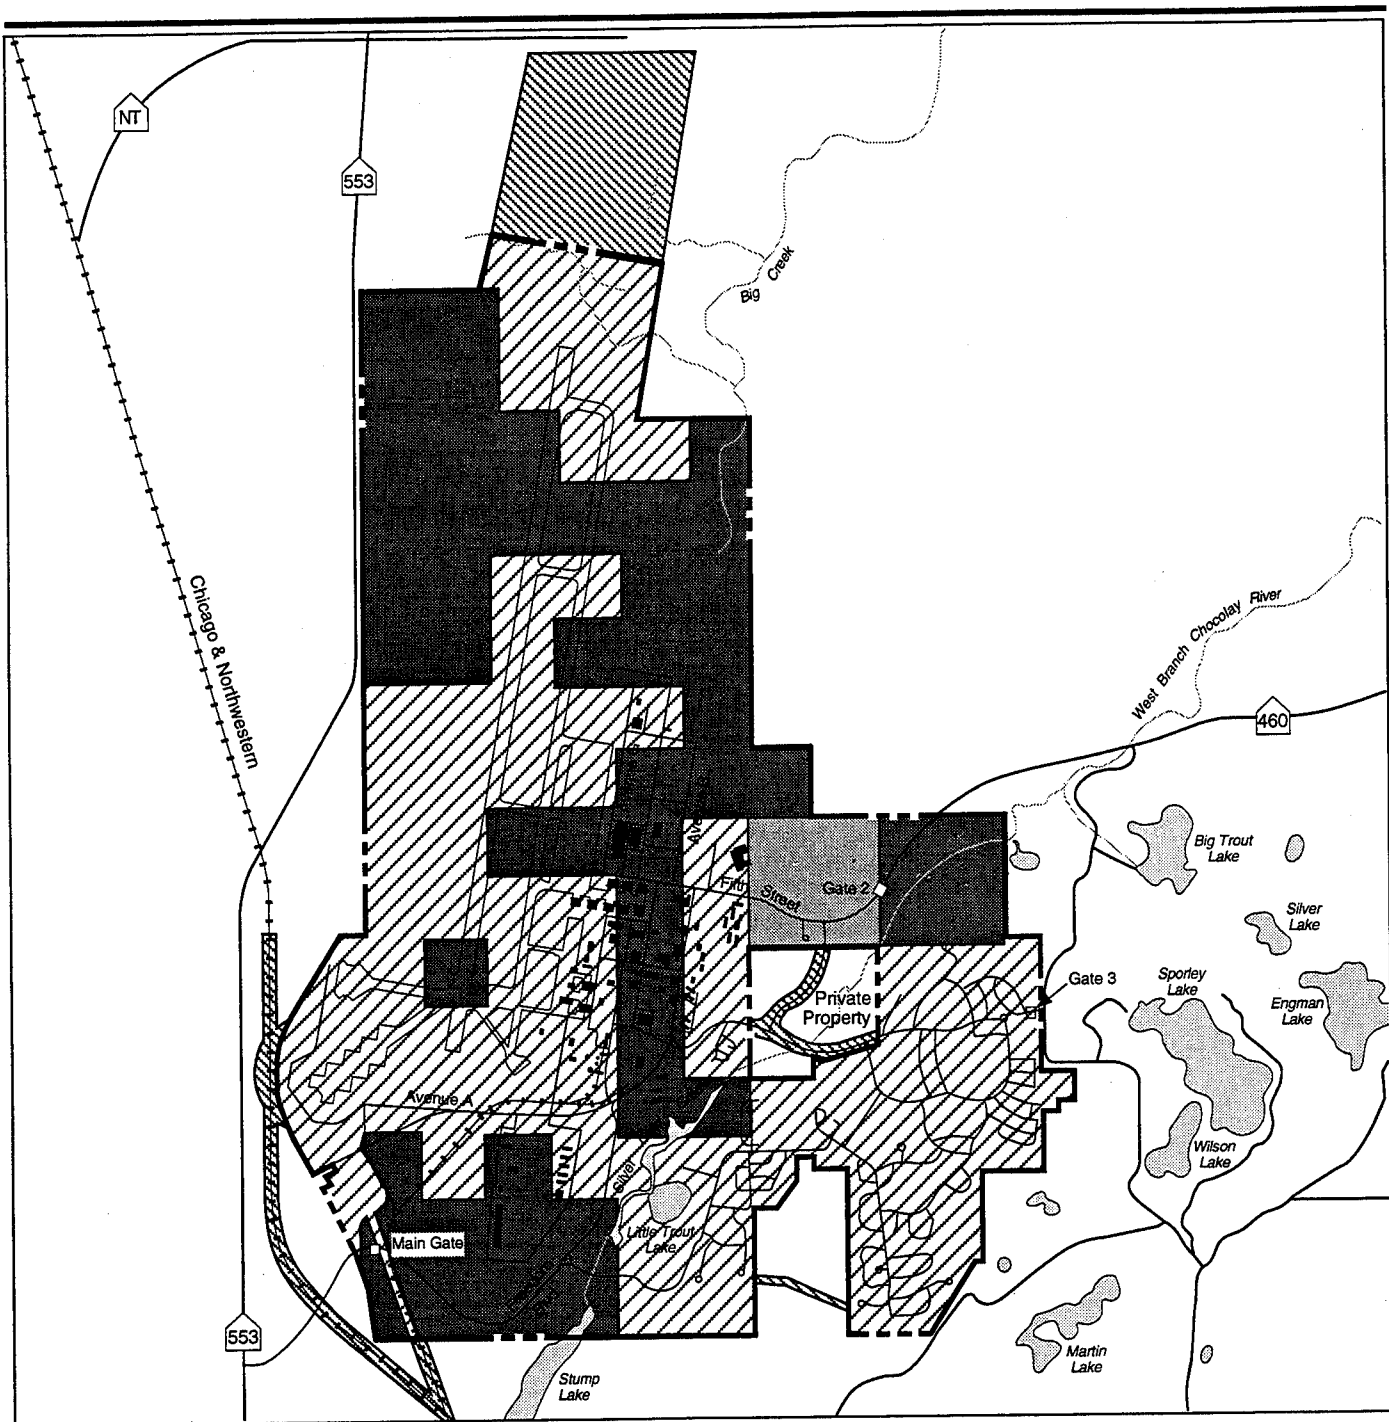 NT
553
Big Creek
Chicago & Northwestern
West Branch Chocolay River
460
Big Trout
Lake
Fifth Street
Gate 2
Silver
Lake
Gate 3
Sporley
Lake
Engman
Lake
Private
Property
Avenue A
Wilson
Lake
Silver
Little Trout
Lake
Main Gate
553
Martin
Lake
Stump
Lake